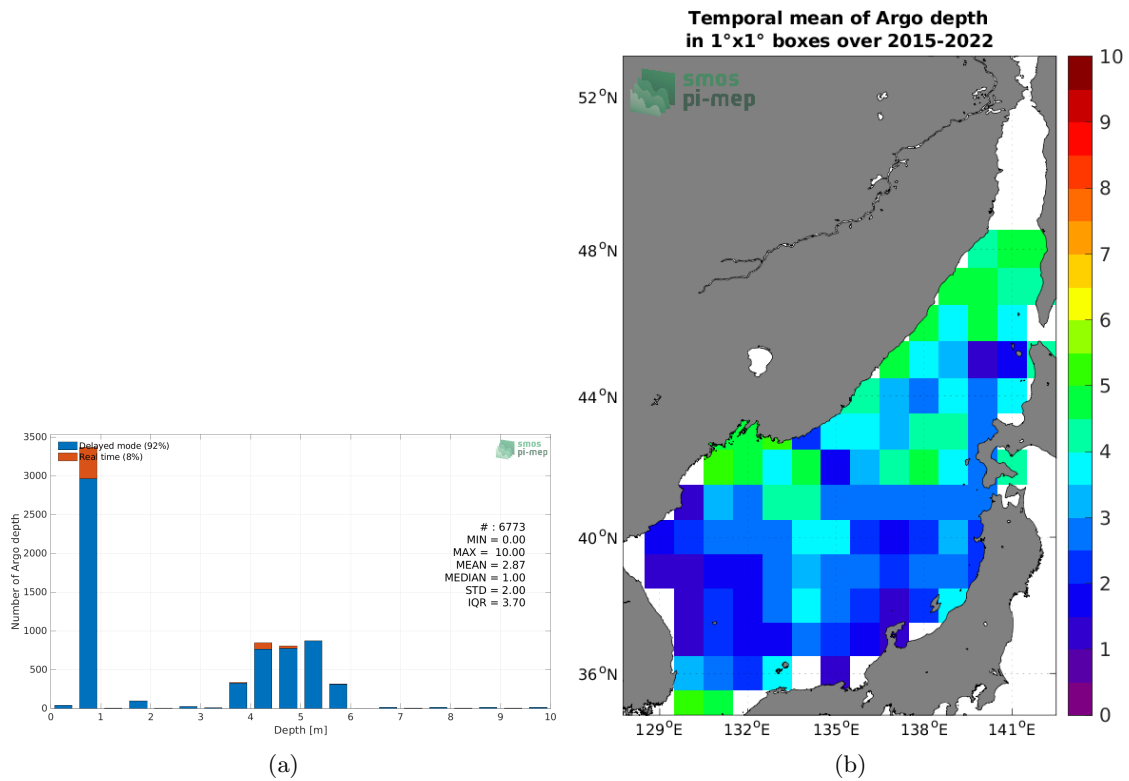 Temporal mean of Argo depth
in 1°x1° boxes over 2015-2022
smos
pi-mep
52°N
48°N
44°N
40°N
36°N
129°E
132°E
135°E
138°E
141°E
10
9
8
7
6
5
4
3
2
1
0
(b)
Delayed mode (92%)
Real time (8%)
smos
pi-mep
# : 6773
MIN = 0.00
MAX = 10.00
MEAN = 2.87
MEDIAN = 1.00
STD = 2.00
IQR = 3.70
Number of Argo depth
3500
3000
2500
2000
1500
1000
500
0
0 1 2 3 4 5 6 7 8 9 10
Depth [m]
(a)